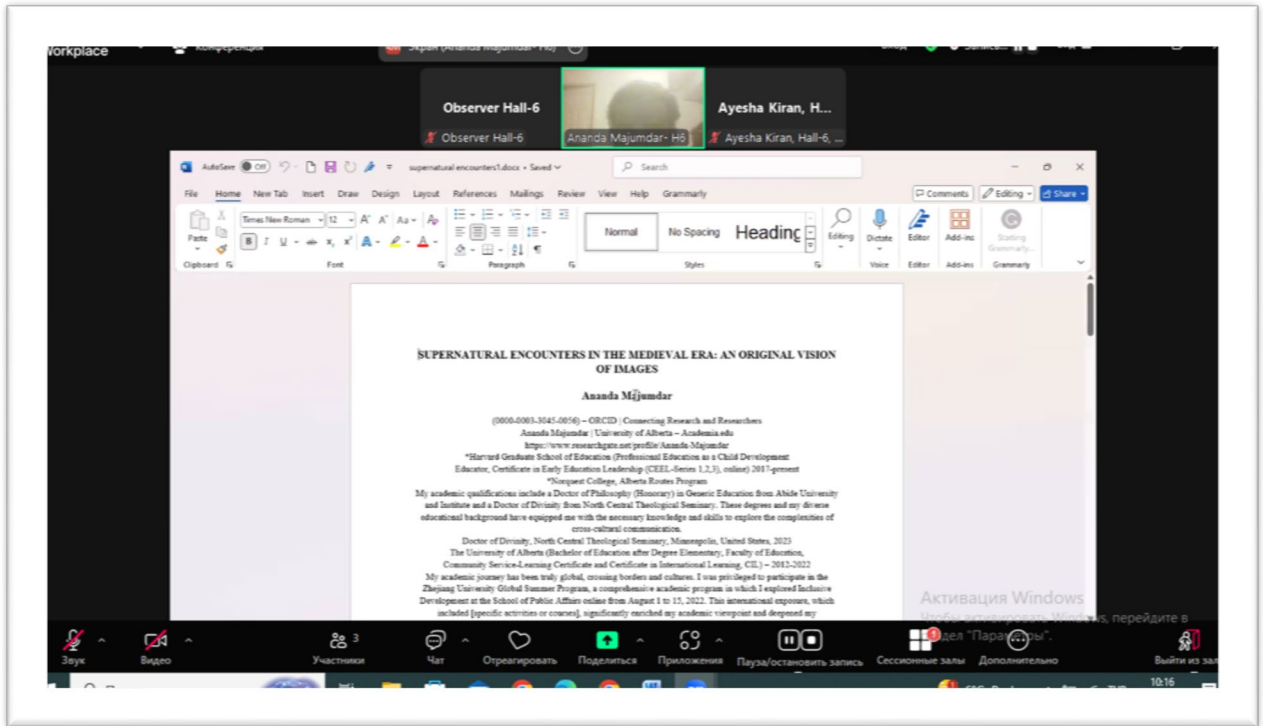 Workplace
Конференция
Экран (Ananda Majumdar- H6)
Вход
Observer Hall-6
Ayesha Kiran, H...
Observer Hall-6
Ananda Majumdar- H6
Ayesha Kiran, Hall-6, ...
AutoSave Off supernatural encounters1.docx • Saved
Search
File Home New Tab Insert Draw Design Layout References Mailings Review View Help Grammarly
Comments Editing Share
Times New Roman 12
Normal No Spacing Heading
Paste Editing Dictate Editor Add-ins Starting Grammarly...
Clipboard Font Paragraph Styles Voice Editor Add-ins Grammarly
SUPERNATURAL ENCOUNTERS IN THE MEDIEVAL ERA: AN ORIGINAL VISION
OF IMAGES
Ananda Majumdar
(0000-0003-3045-0056) – ORCID | Connecting Research and Researchers
Ananda Majumdar | University of Alberta – Academia.edu
https://www.researchgate.net/profile/Ananda-Majumdar
*Harvard Graduate School of Education (Professional Education as a Child Development
Educator, Certificate in Early Education Leadership (CEEL-Series 1,2,3), online) 2017-present
*Norquest College, Alberta Routes Program
My academic qualifications include a Doctor of Philosophy (Honorary) in Generic Education from Abide University
and Institute and a Doctor of Divinity from North Central Theological Seminary. These degrees and my diverse
educational background have equipped me with the necessary knowledge and skills to explore the complexities of
cross-cultural communication.
Doctor of Divinity, North Central Theological Seminary, Minneapolis, United States, 2023
The University of Alberta (Bachelor of Education after Degree Elementary, Faculty of Education,
Community Service-Learning Certificate and Certificate in International Learning, CIL) – 2012-2022
My academic journey has been truly global, crossing borders and cultures. I was privileged to participate in the
Zhejiang University Global Summer Program, a comprehensive academic program in which I explored Inclusive
Development at the School of Public Affairs online from August 1 to 15, 2022. This international exposure, which
included [specific activities or courses], significantly enriched my academic viewpoint and deepened my
Активация Windows
Чтобы активировать Windows, перейдите в
раздел "Параметры".
3
1
Звук Видео Участники Чат Отреагировать Поделиться Приложения Пауза/остановить запись Сессионные залы Дополнительно Выйти из зал
10:16